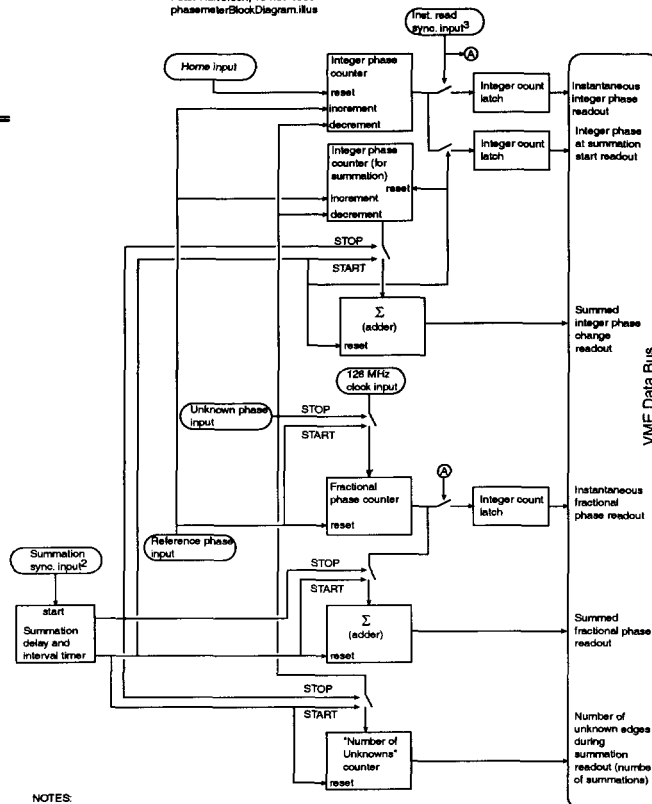 phasemeterBlockDiagram.illus
Inst. read
sync. input3
A
Home input
Integer phase
counter
reset
increment
decrement
Integer count
latch
Instantaneous
integer phase
readout
Integer phase
counter (for
summation)
reset
increment
decrement
Integer count
latch
Integer phase
at summation
start readout
STOP
START
Σ
(adder)
reset
Summed
integer phase
change
readout
VME Data Bus
128 MHz
clock input
Unknown phase
input
STOP
START
A
Fractional
phase counter
reset
Integer count
latch
Instantaneous
fractional
phase readout
Reference phase
input
Summation
sync. input2
start
Summation
delay and
interval timer
STOP
START
Σ
(adder)
reset
Summed
fractional phase
readout
STOP
START
"Number of
Unknowns"
counter
reset
Number of
unknown edges
during
summation
readout (number
of summations)
NOTES: